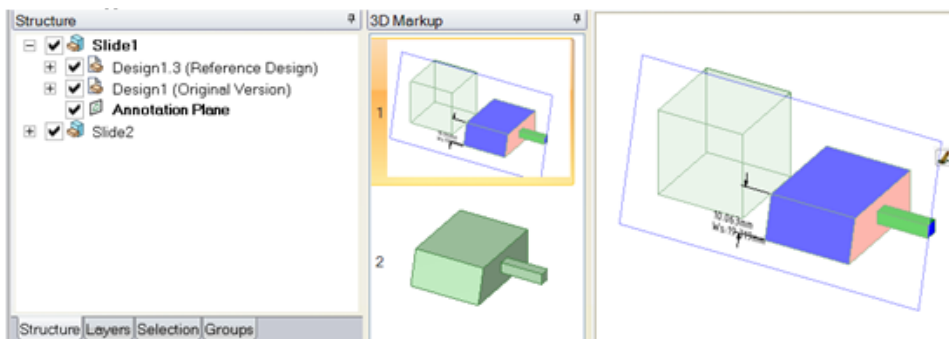 Structure
Slide1
Design1.3 (Reference Design)
Design1 (Original Version)
Annotation Plane
Slide2
Structure Layers Selection Groups
3D Markup
1
2
10.063mm